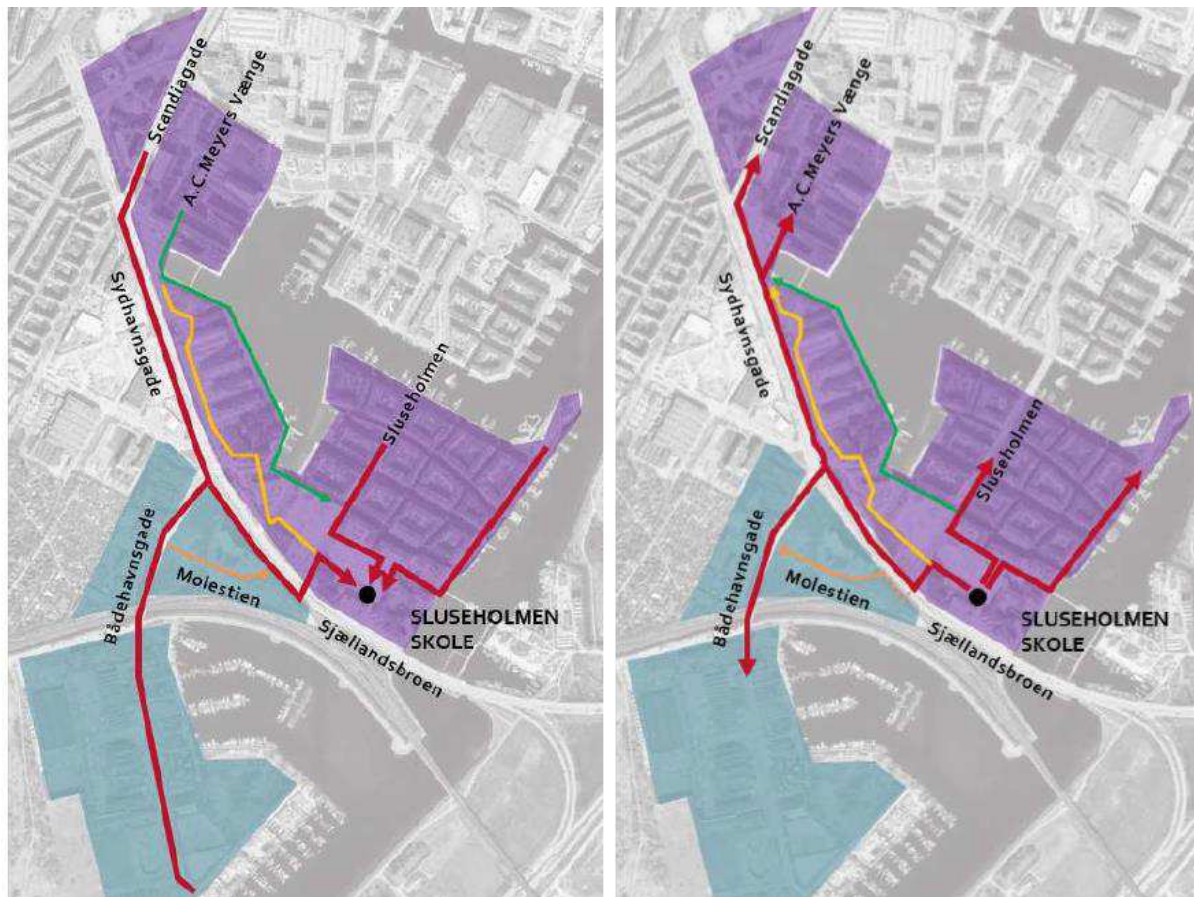 Scandiagade
A.C.Meyers Vænge
Sydhavnsgade
Sluseholmen
Bådehavnsgade
Molestien
SLUSEHOLMEN
SKOLE
Sjællandsbroen
Scandiagade
A.C.Meyers Vænge
Sydhavnsgade
Sluseholmen
Bådehavnsgade
Molestien
SLUSEHOLMEN
SKOLE
Sjællandsbroen